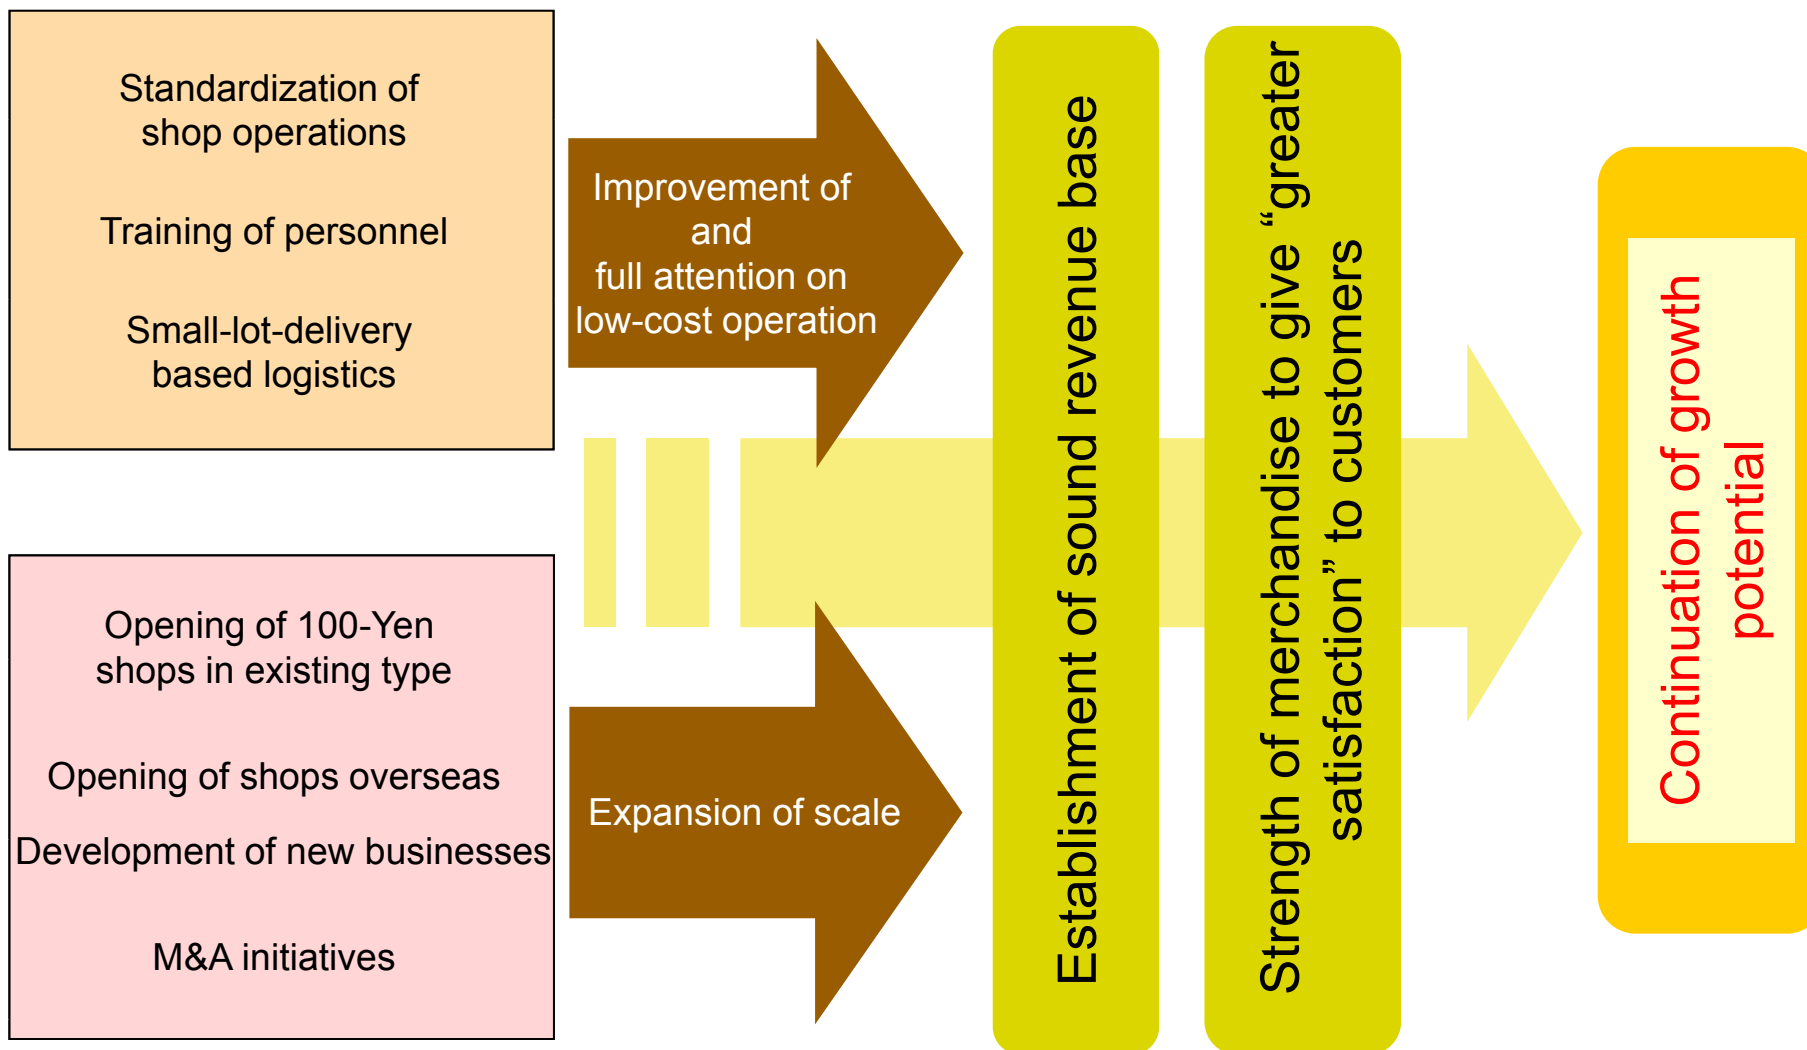 Standardization of
shop operations
Training of personnel
Small-lot-delivery
based logistics
Improvement of
and
full attention on
low-cost operation
Opening of 100-Yen
shops in existing type
Opening of shops overseas
Development of new businesses
M&A initiatives
Expansion of scale
Establishment of sound revenue base
Strength of merchandise to give “greater
satisfaction” to customers
Continuation of growth
potential